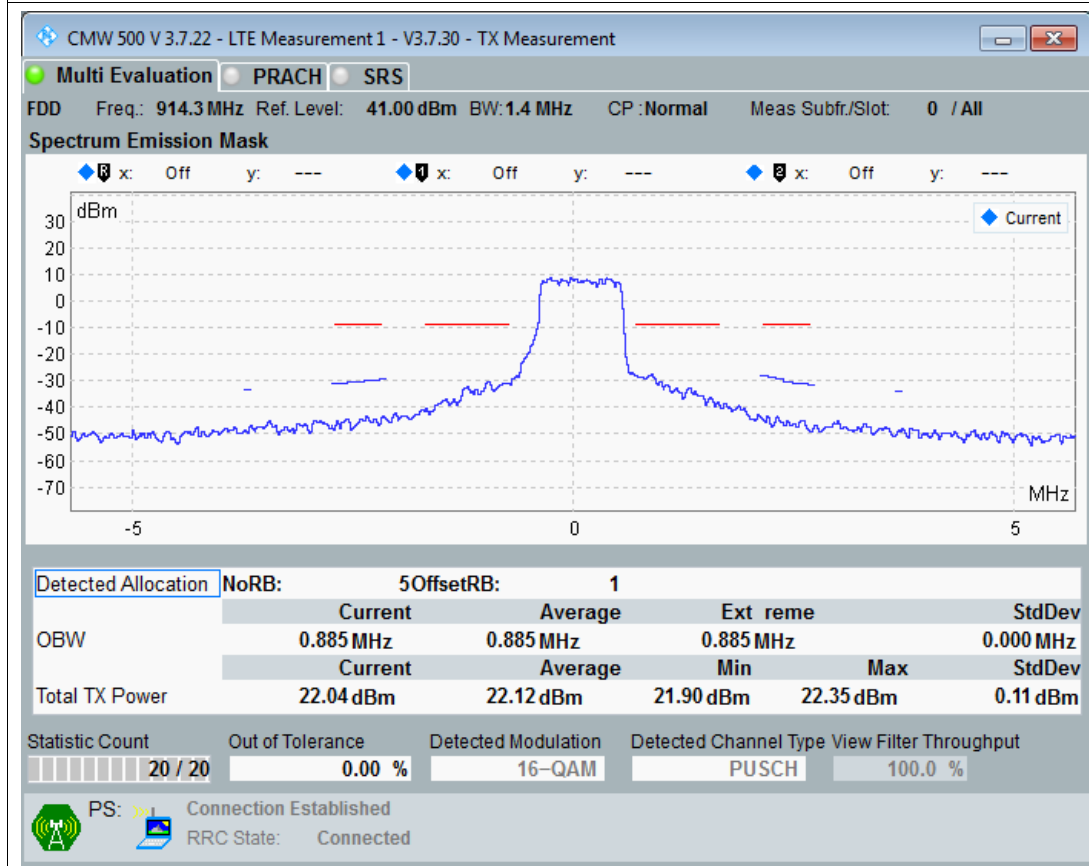 CMW 500 V 3.7.22 - LTE Measurement 1 - V3.7.30 - TX Measurement
Multi Evaluation PRACH SRS
FDD Freq.: 914.3 MHz Ref. Level: 41.00 dBm BW: 1.4 MHz CP : Normal Meas Subfr./Slot: 0 / All
Spectrum Emission Mask
R x: Off y: --- 1 x: Off y: --- 2 x: Off y: ---
dBm
Current
30
20
10
0
-10
-20
-30
-40
-50
-60
-70
MHz
-5 0 5
Detected Allocation NoRB: 5 OffsetRB: 1
Current Average Ext reme StdDev
OBW 0.885 MHz 0.885 MHz 0.885 MHz 0.000 MHz
Current Average Min Max StdDev
Total TX Power 22.04 dBm 22.12 dBm 21.90 dBm 22.35 dBm 0.11 dBm
Statistic Count Out of Tolerance Detected Modulation Detected Channel Type View Filter Throughput
20 / 20 0.00 % 16-QAM PUSCH 100.0 %
PS: Connection Established
RRC State: Connected